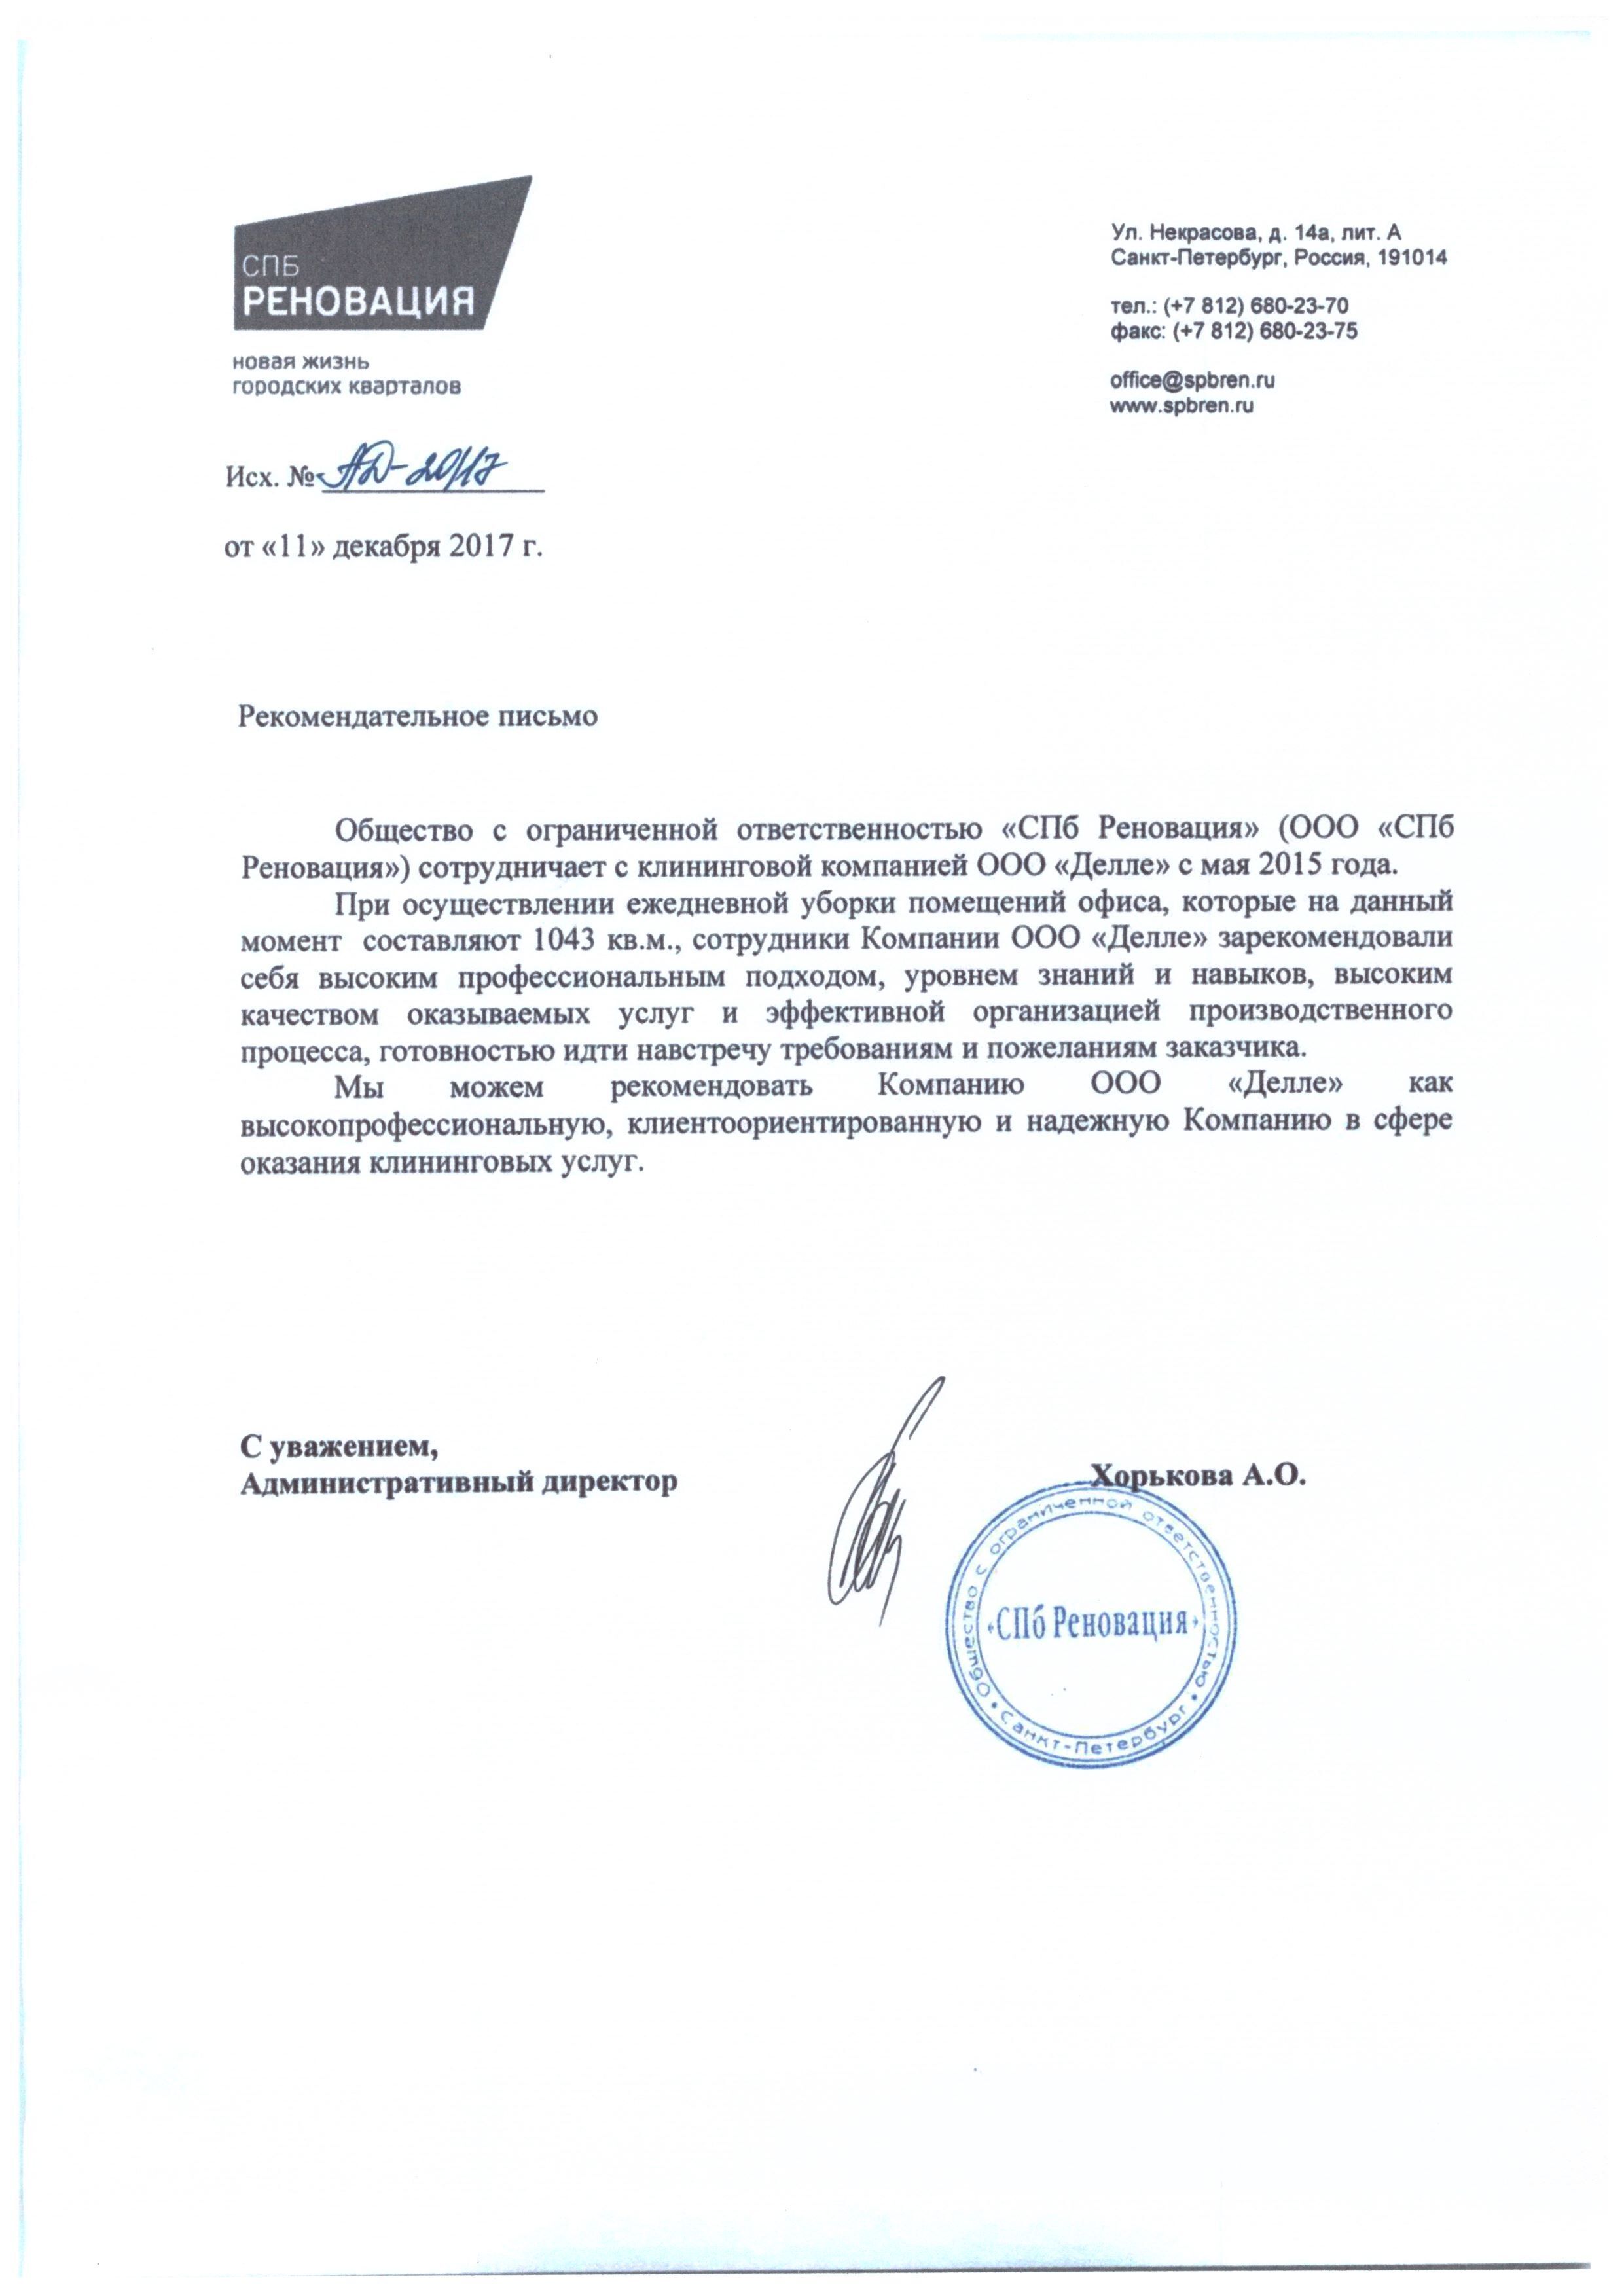 СПБ
РЕНОВАЦИЯ
новая жизнь
городских кварталов
Ул. Некрасова, д. 14а, лит. А
Санкт-Петербург, Россия, 191014
тел.: (+7 812) 680-23-70
факс: (+7 812) 680-23-75
office@spbren.ru
www.spbren.ru
Исх. № АД-20/17
от «11» декабря 2017 г.
Рекомендательное письмо
Общество с ограниченной ответственностью «СПб Реновация» (ООО «СПб
Реновация») сотрудничает с клининговой компанией ООО «Делле» с мая 2015 года.
При осуществлении ежедневной уборки помещений офиса, которые на данный
момент составляют 1043 кв.м., сотрудники Компании ООО «Делле» зарекомендовали
себя высоким профессиональным подходом, уровнем знаний и навыков, высоким
качеством оказываемых услуг и эффективной организацией производственного
процесса, готовностью идти навстречу требованиям и пожеланиям заказчика.
Мы можем рекомендовать Компанию ООО «Делле» как
высокопрофессиональную, клиентоориентированную и надежную Компанию в сфере
оказания клининговых услуг.
С уважением,
Административный директор
Хорькова А.О.
Общество с ограниченной ответственностью
«СПб Реновация»
• Санкт-Петербург •